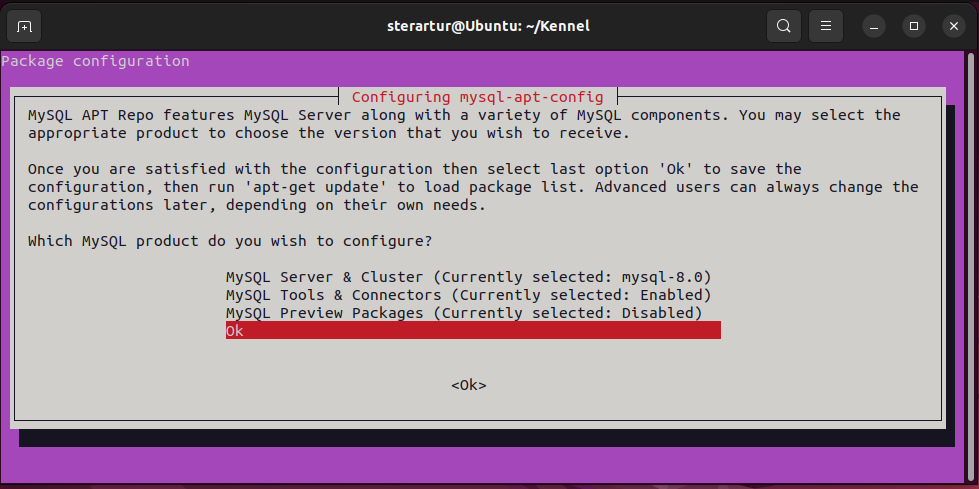 sterartur@Ubuntu: ~/Kennel
Package configuration
Configuring mysql-apt-config
MySQL APT Repo features MySQL Server along with a variety of MySQL components. You may select the
appropriate product to choose the version that you wish to receive.
Once you are satisfied with the configuration then select last option 'Ok' to save the
configuration, then run 'apt-get update' to load package list. Advanced users can always change the
configurations later, depending on their own needs.
Which MySQL product do you wish to configure?
MySQL Server & Cluster (Currently selected: mysql-8.0)
MySQL Tools & Connectors (Currently selected: Enabled)
MySQL Preview Packages (Currently selected: Disabled)
Ok
<Ok>